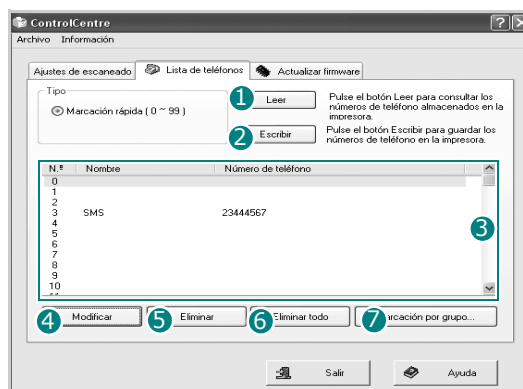 ControlCentre
Archivo Información
Ajustes de escaneado Lista de teléfonos Actualizar firmware
Tipo
Marcación rápida ( 0 ~ 99 )
1 Leer
Pulse el botón Leer para consultar los
números de teléfono almacenados en la
impresora.
2 Escribir
Pulse el botón Escribir para guardar los
números de teléfono en la impresora.
N.º Nombre Número de teléfono
0
1
2
3 SMS 23444567
4
5
6
7
8
9
10
3
4 Modificar 5 Eliminar 6 Eliminar todo 7 arcación por grupo...
Salir Ayuda